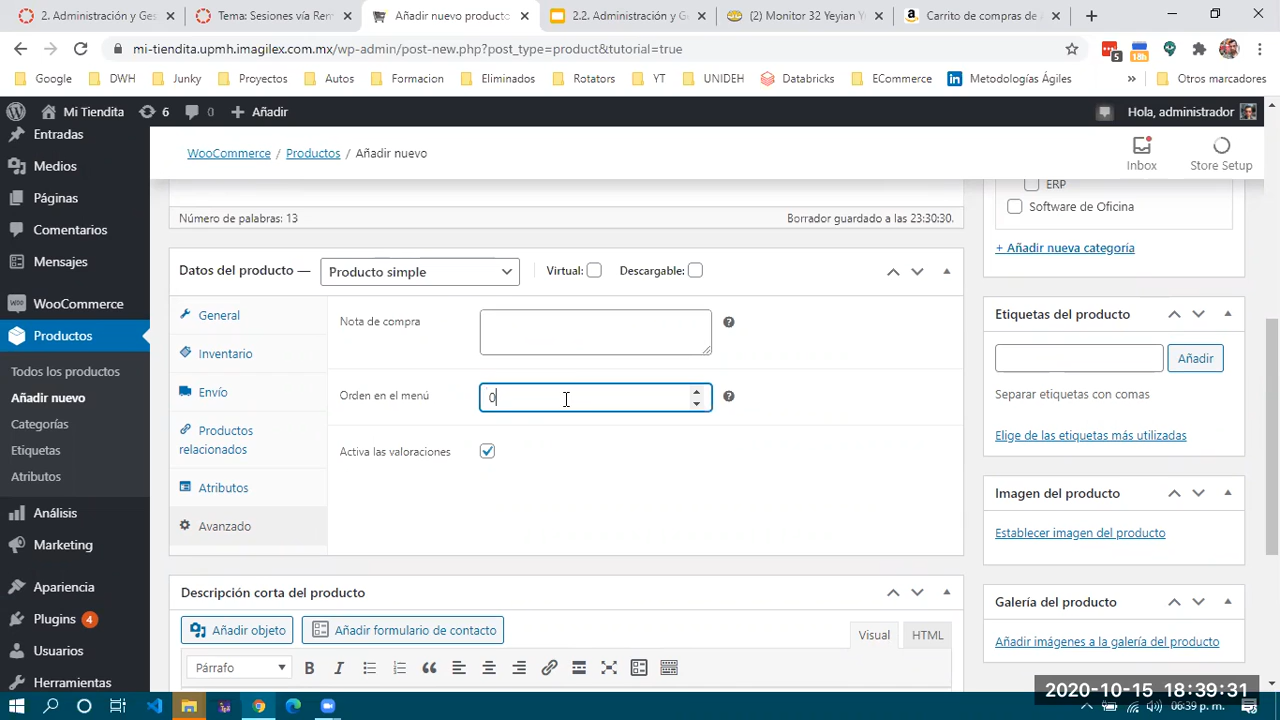 2. Administración y Ges
Tema: Sesiones vía Rem
Añadir nuevo producto
2.2. Administración y Ge
(2) Monitor 32 Yeyian Ye
Carrito de compras de A
mi-tiendita.upmh.imagilex.com.mx/wp-admin/post-new.php?post_type=product&tutorial=true
5
18h
Google
DWH
Junky
Proyectos
Autos
Formacion
Eliminados
Rotators
YT
UNIDEH
Databricks
ECommerce
Metodologías Ágiles
»
Otros marcadores
Mi Tiendita
6
0
Añadir
Hola, administrador
Entradas
Medios
Páginas
Comentarios
Mensajes
WooCommerce
Productos
Todos los productos
Añadir nuevo
Categorías
Etiquetas
Atributos
Análisis
Marketing
Apariencia
Plugins 4
Usuarios
Herramientas
WooCommerce / Productos / Añadir nuevo
Inbox
Store Setup
Número de palabras: 13
Borrador guardado a las 23:30:30.
Datos del producto —
Producto simple
Virtual:
Descargable:
General
Inventario
Envío
Productos
relacionados
Atributos
Avanzado
Nota de compra
Orden en el menú
0
Activa las valoraciones
Descripción corta del producto
Añadir objeto
Añadir formulario de contacto
Visual
HTML
Párrafo
B
I
ERP
Software de Oficina
+ Añadir nueva categoría
Etiquetas del producto
Añadir
Separar etiquetas con comas
Elige de las etiquetas más utilizadas
Imagen del producto
Establecer imagen del producto
Galería del producto
Añadir imágenes a la galería del producto
2020-10-15 18:39:31
06:39 p. m.